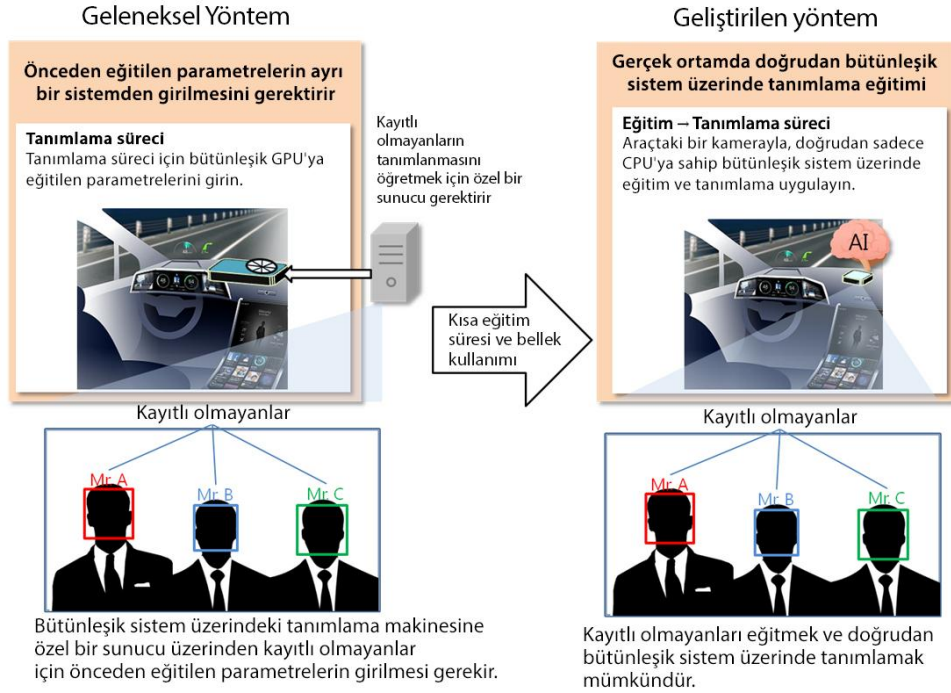 Geleneksel Yöntem
Önceden eğitilen parametrelerin ayrı
bir sistemden girilmesini gerektirir
Tanımlama süreci
Tanımlama süreci için bütünleşik GPU'ya
eğitilen parametrelerini girin.
Kayıtlı
olmayanların
tanımlanmasını
öğretmek için özel bir
sunucu gerektirir
Kayıtlı olmayanlar
Mr. A
Mr. B
Mr. C
Bütünleşik sistem üzerindeki tanımlama makinesine
özel bir sunucu üzerinden kayıtlı olmayanlar
için önceden eğitilen parametrelerin girilmesi gerekir.
Kısa eğitim
süresi ve bellek
kullanımı
Geliştirilen yöntem
Gerçek ortamda doğrudan bütünleşik
sistem üzerinde tanımlama eğitimi
Eğitim → Tanımlama süreci
Araçtaki bir kamerayla, doğrudan sadece
CPU'ya sahip bütünleşik sistem üzerinde
eğitim ve tanımlama uygulayın.
AI
Kayıtlı olmayanlar
Mr. A
Mr. B
Mr. C
Kayıtlı olmayanları eğitmek ve doğrudan
bütünleşik sistem üzerinde tanımlamak
mümkündür.